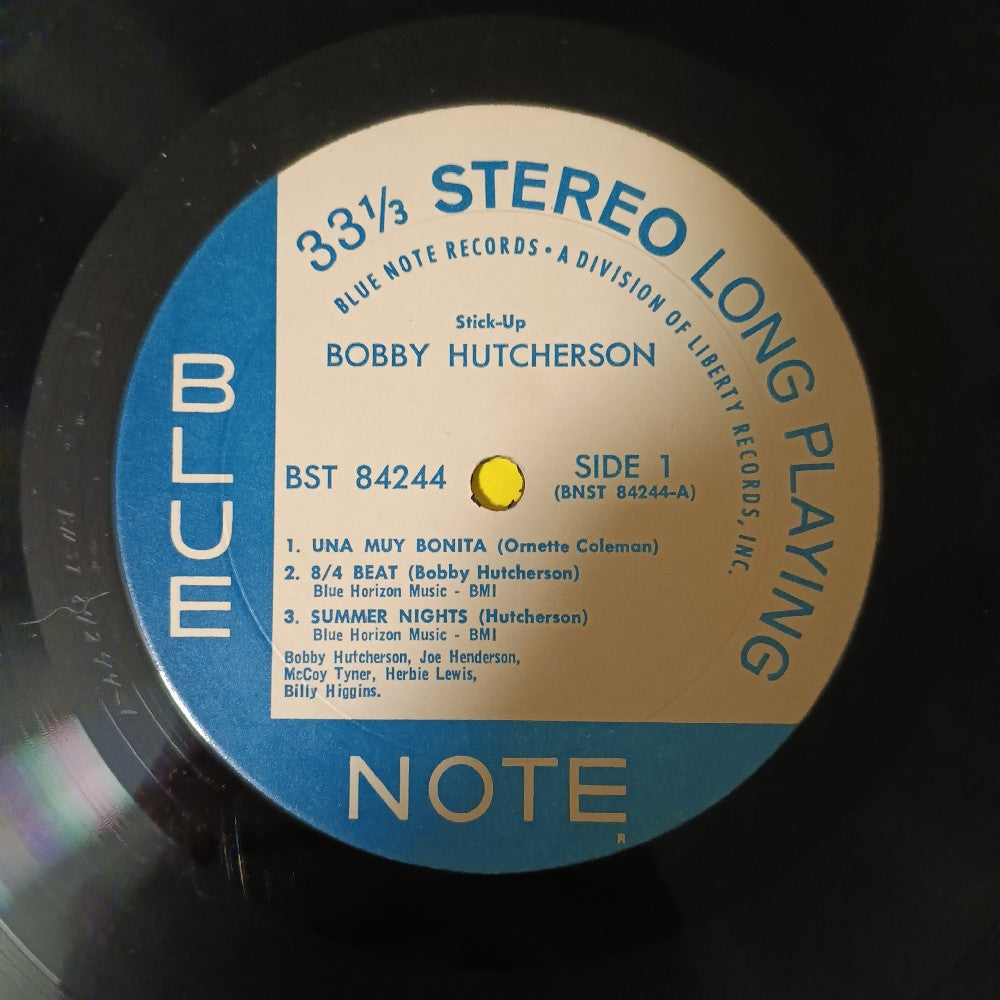 33⅓ STEREO LONG PLAYING
BLUE NOTE RECORDS • A DIVISION OF LIBERTY RECORDS, INC.
Stick-Up
BOBBY HUTCHERSON
BST 84244
SIDE 1
(BNST 84244-A)
1. UNA MUY BONITA (Ornette Coleman)
2. 8/4 BEAT (Bobby Hutcherson)
Blue Horizon Music - BMI
3. SUMMER NIGHTS (Hutcherson)
Blue Horizon Music - BMI
Bobby Hutcherson, Joe Henderson,
McCoy Tyner, Herbie Lewis,
Billy Higgins.
BLUE
NOTE
R